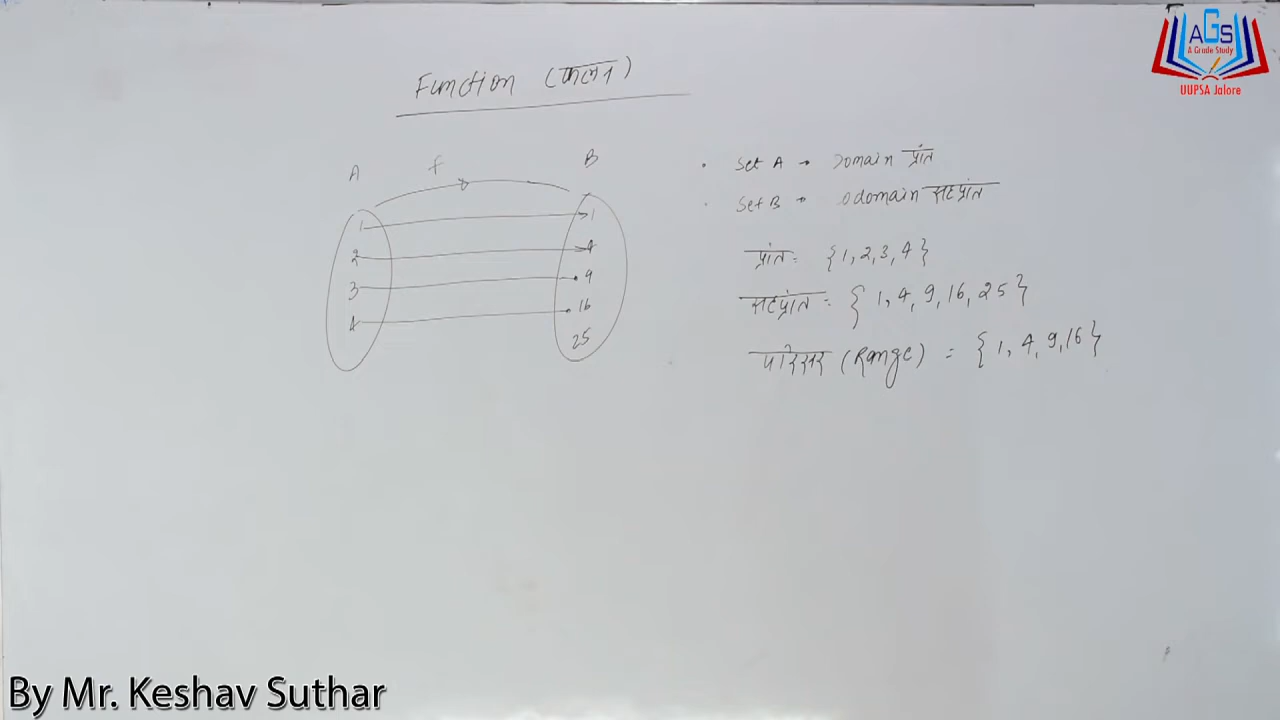 AGS
A Grade Study
UUPSA Jalore
Function (फलन)
A f B
1 1
2 4
3 9
4 16
25
• Set A → Domain प्रांत
• Set B → odomain सहप्रांत
प्रांत = {1, 2, 3, 4}
सहप्रांत = {1, 4, 9, 16, 25}
परिसर (Range) = {1, 4, 9, 16}
By Mr. Keshav Suthar